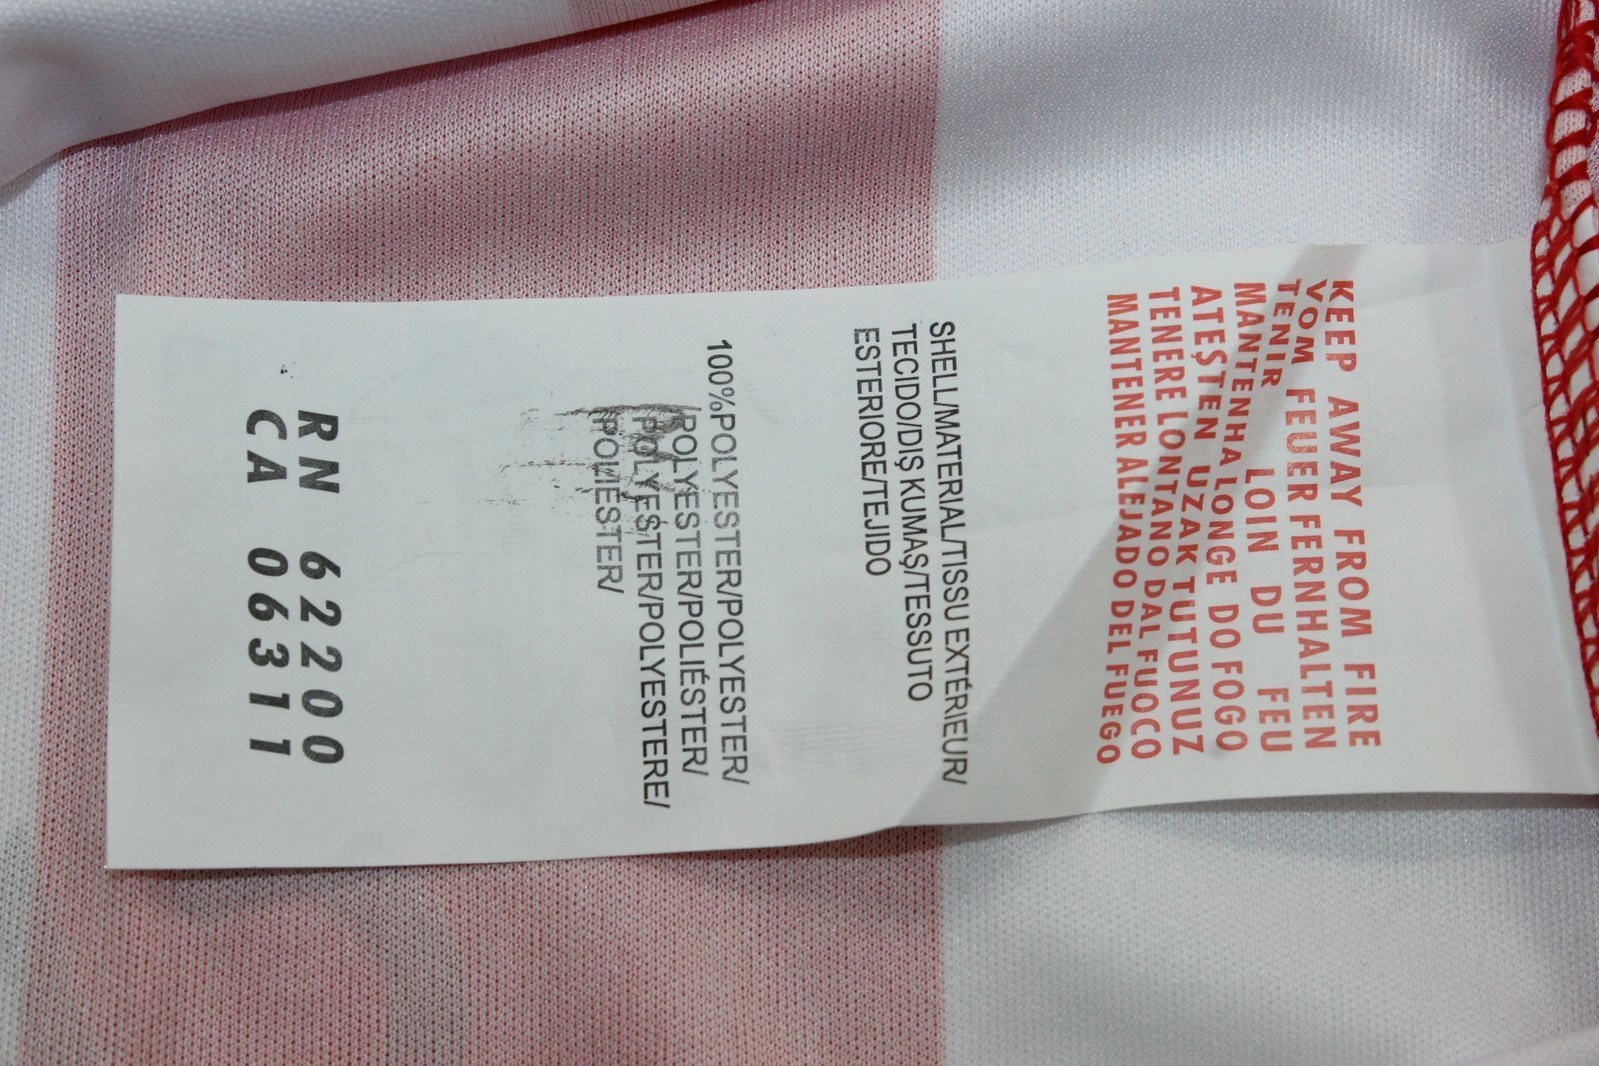 KEEP AWAY FROM FIRE
VOM FEUER FERNHALTEN
TENIR LOIN DU FEU
MANTENHA LONGE DO FOGO
ATEŞTEN UZAK TUTUNUZ
TENERE LONTANO DAL FUOCO
MANTENER ALEJADO DEL FUEGO
SHELL/MATERIAL/TISSU EXTÉRIEUR/
TECIDO/DIŞ KUMAŞ/TESSUTO
ESTERIORE/TEJIDO
100%POLYESTER/POLYESTER/
POLYESTER/POLIÉSTER/
POLYESTER/POLYESTERE/
POLIESTER/
RN 62200
CA 06311